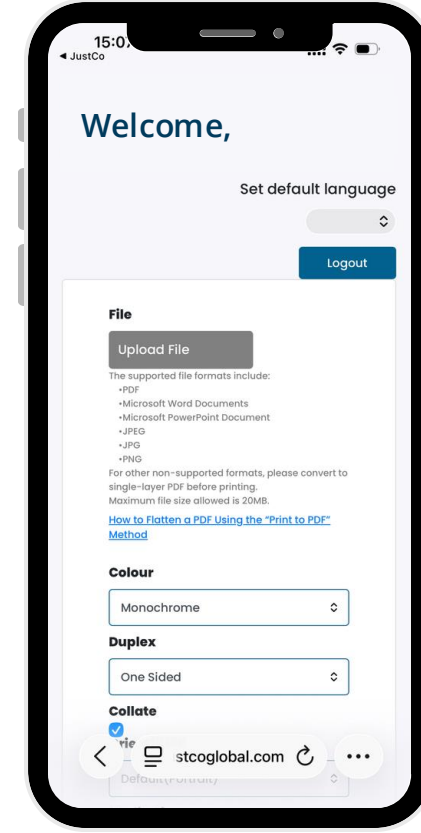 15:0
◀ JustCo
Welcome,
Set default language
Logout
File
Upload File
The supported file formats include:
•PDF
•Microsoft Word Documents
•Microsoft PowerPoint Document
•JPEG
•JPG
•PNG
For other non-supported formats, please convert to
single-layer PDF before printing.
Maximum file size allowed is 20MB.
How to Flatten a PDF Using the “Print to PDF”
Method
Colour
Monochrome
Duplex
One Sided
Collate
stcoglobal.com
Default(Portrait)